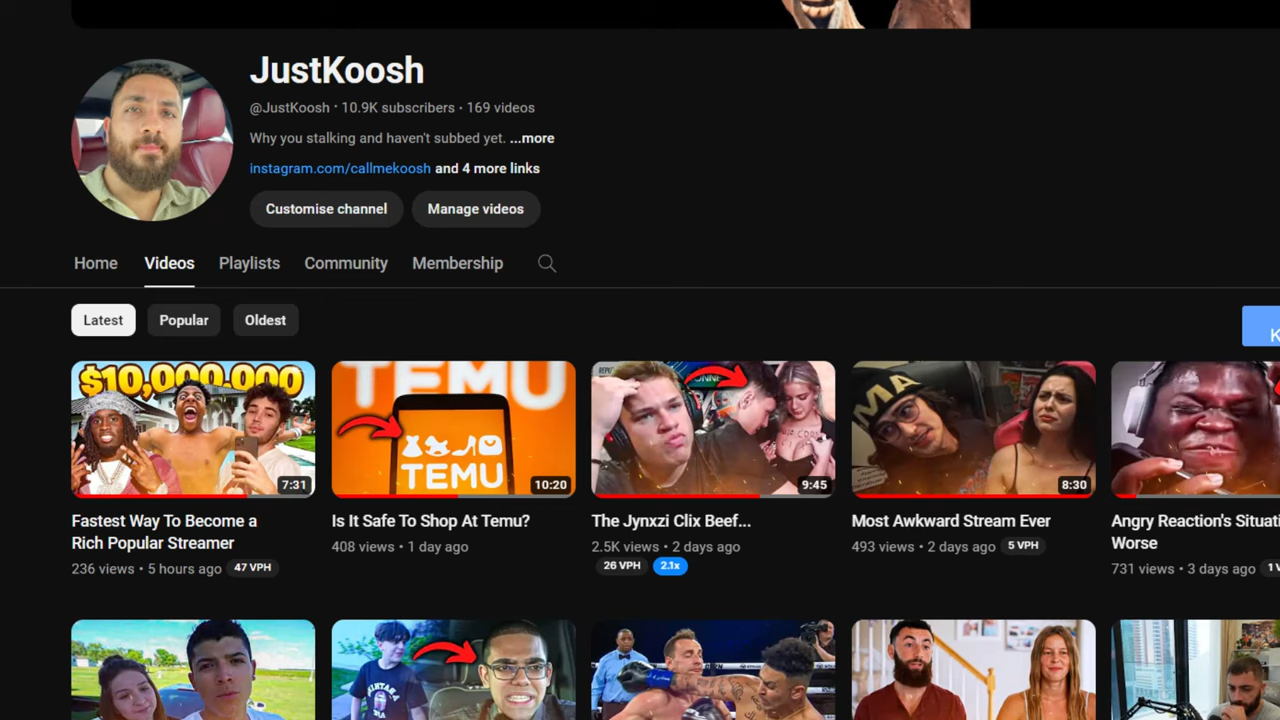 JustKoosh
@JustKoosh · 10.9K subscribers · 169 videos
Why you stalking and haven't subbed yet. ...more
instagram.com/callmekoosh and 4 more links
Customise channel Manage videos
Home Videos Playlists Community Membership
Latest Popular Oldest
K
$10,000,000
7:31
TEMU
TEMU
10:20
9:45
8:30
Fastest Way To Become a
Rich Popular Streamer
236 views • 5 hours ago 47 VPH
Is It Safe To Shop At Temu?
408 views • 1 day ago
The Jynxzi Clix Beef...
2.5K views • 2 days ago
26 VPH 2.1x
Most Awkward Stream Ever
493 views • 2 days ago 5 VPH
Angry Reaction's Situati
Worse
731 views • 3 days ago 1 V